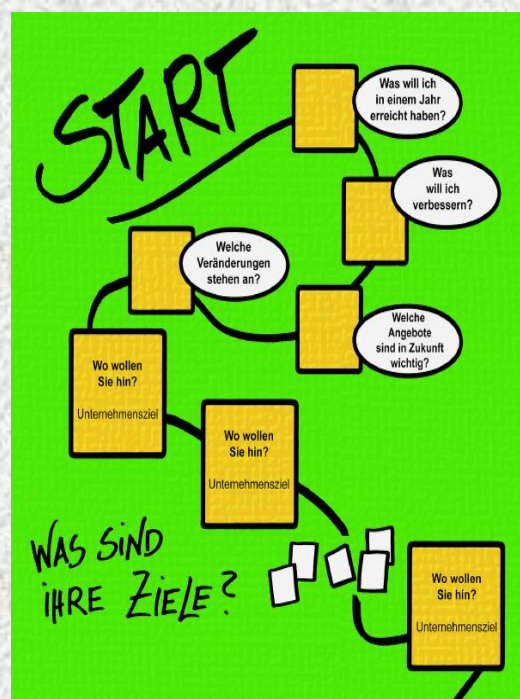 START
Was will ich
in einem Jahr
erreicht haben?
Was
will ich
verbessern?
Welche
Angebote
sind in Zukunft
wichtig?
Welche
Veränderungen
stehen an?
Wo wollen
Sie hin?
Unternehmensziel
Wo wollen
Sie hin?
Unternehmensziel
Wo wollen
Sie hin?
Unternehmensziel
WAS SiND
iHRE ZiELE?